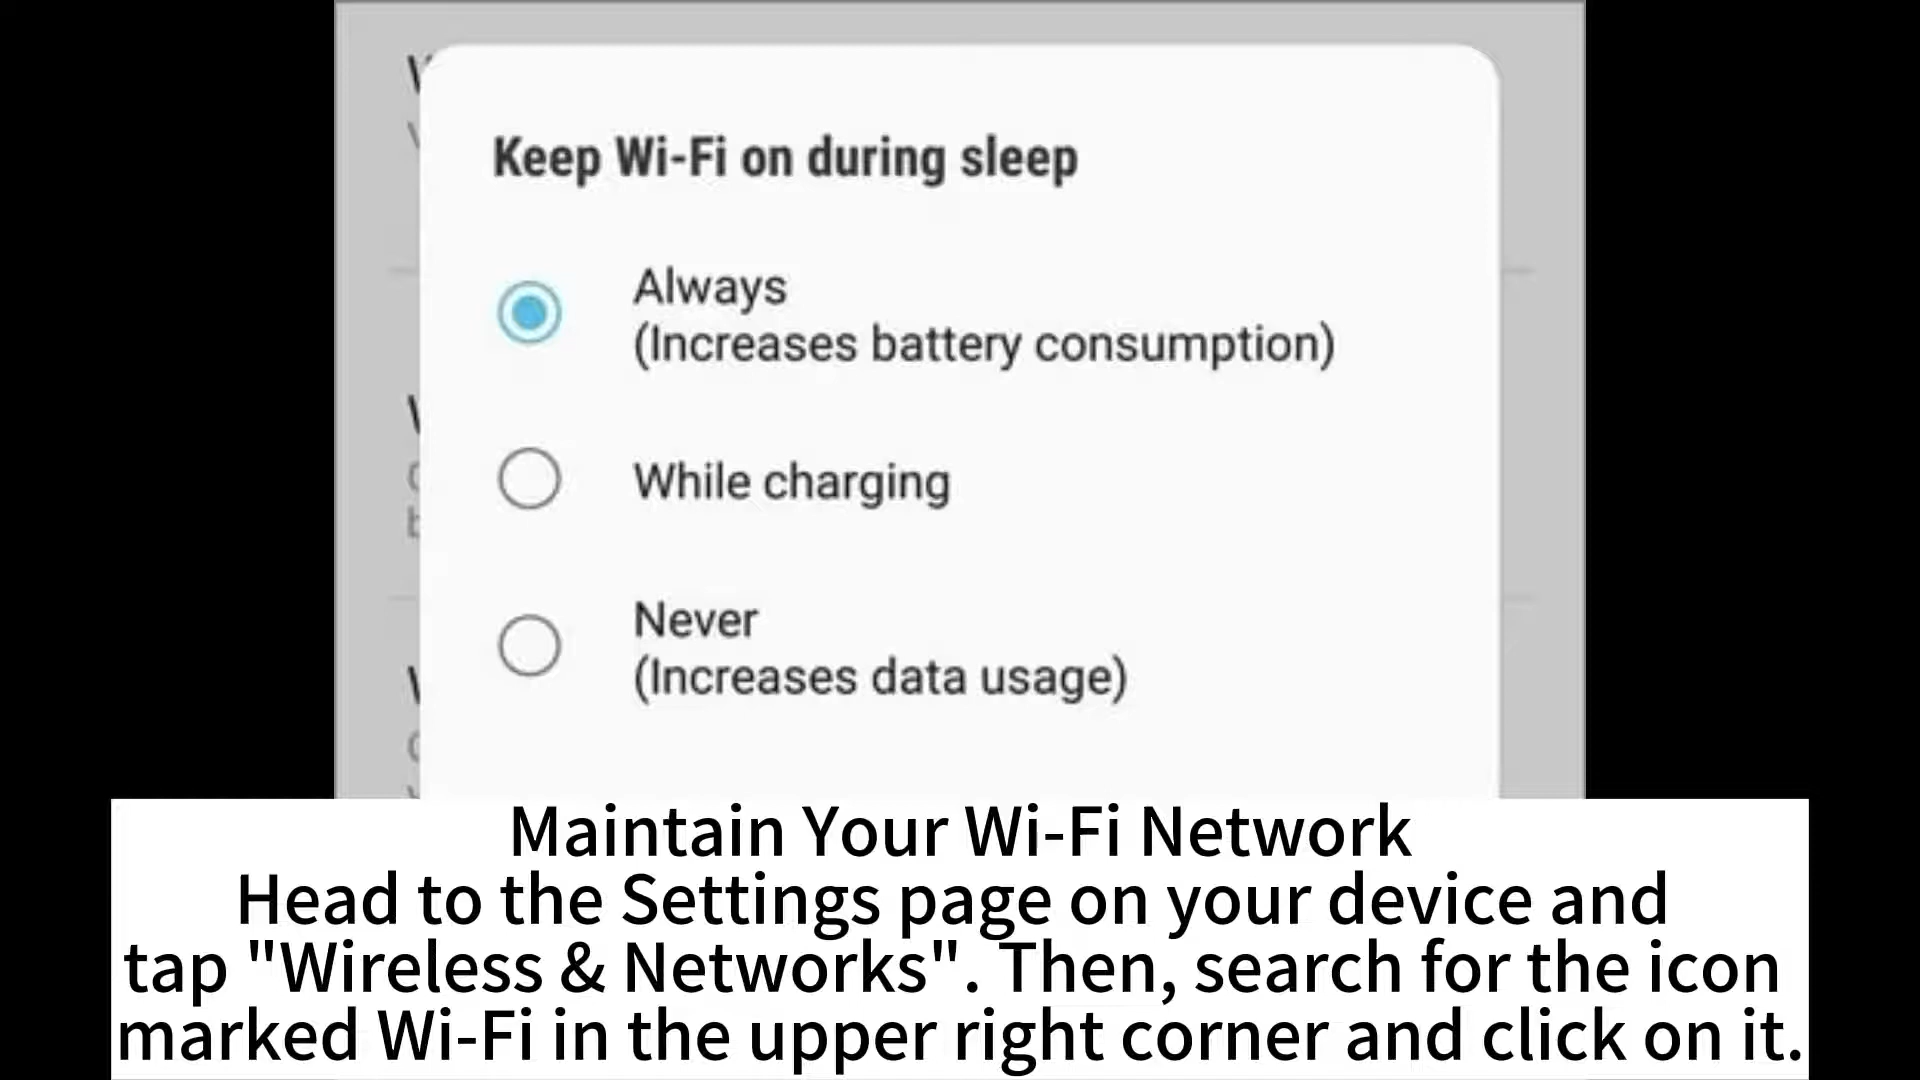 Keep Wi-Fi on during sleep
Always
(Increases battery consumption)
While charging
Never
(Increases data usage)
Maintain Your Wi-Fi Network
Head to the Settings page on your device and
tap "Wireless & Networks". Then, search for the icon
marked Wi-Fi in the upper right corner and click on it.